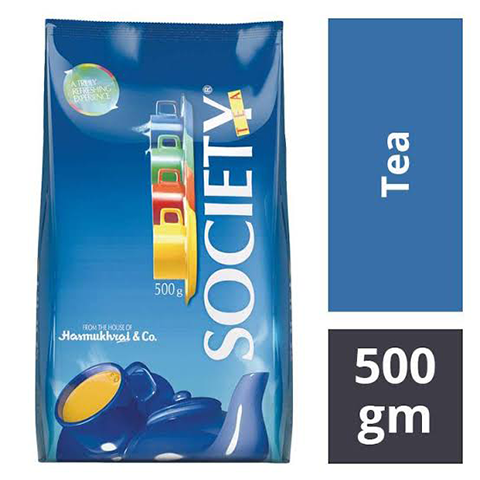 A TRULY
REFRESHING
EXPERIENCE
SOCIETY®
TEA
500 g
FROM THE HOUSE OF
Hasmukhrai & Co.
Tea
500
gm